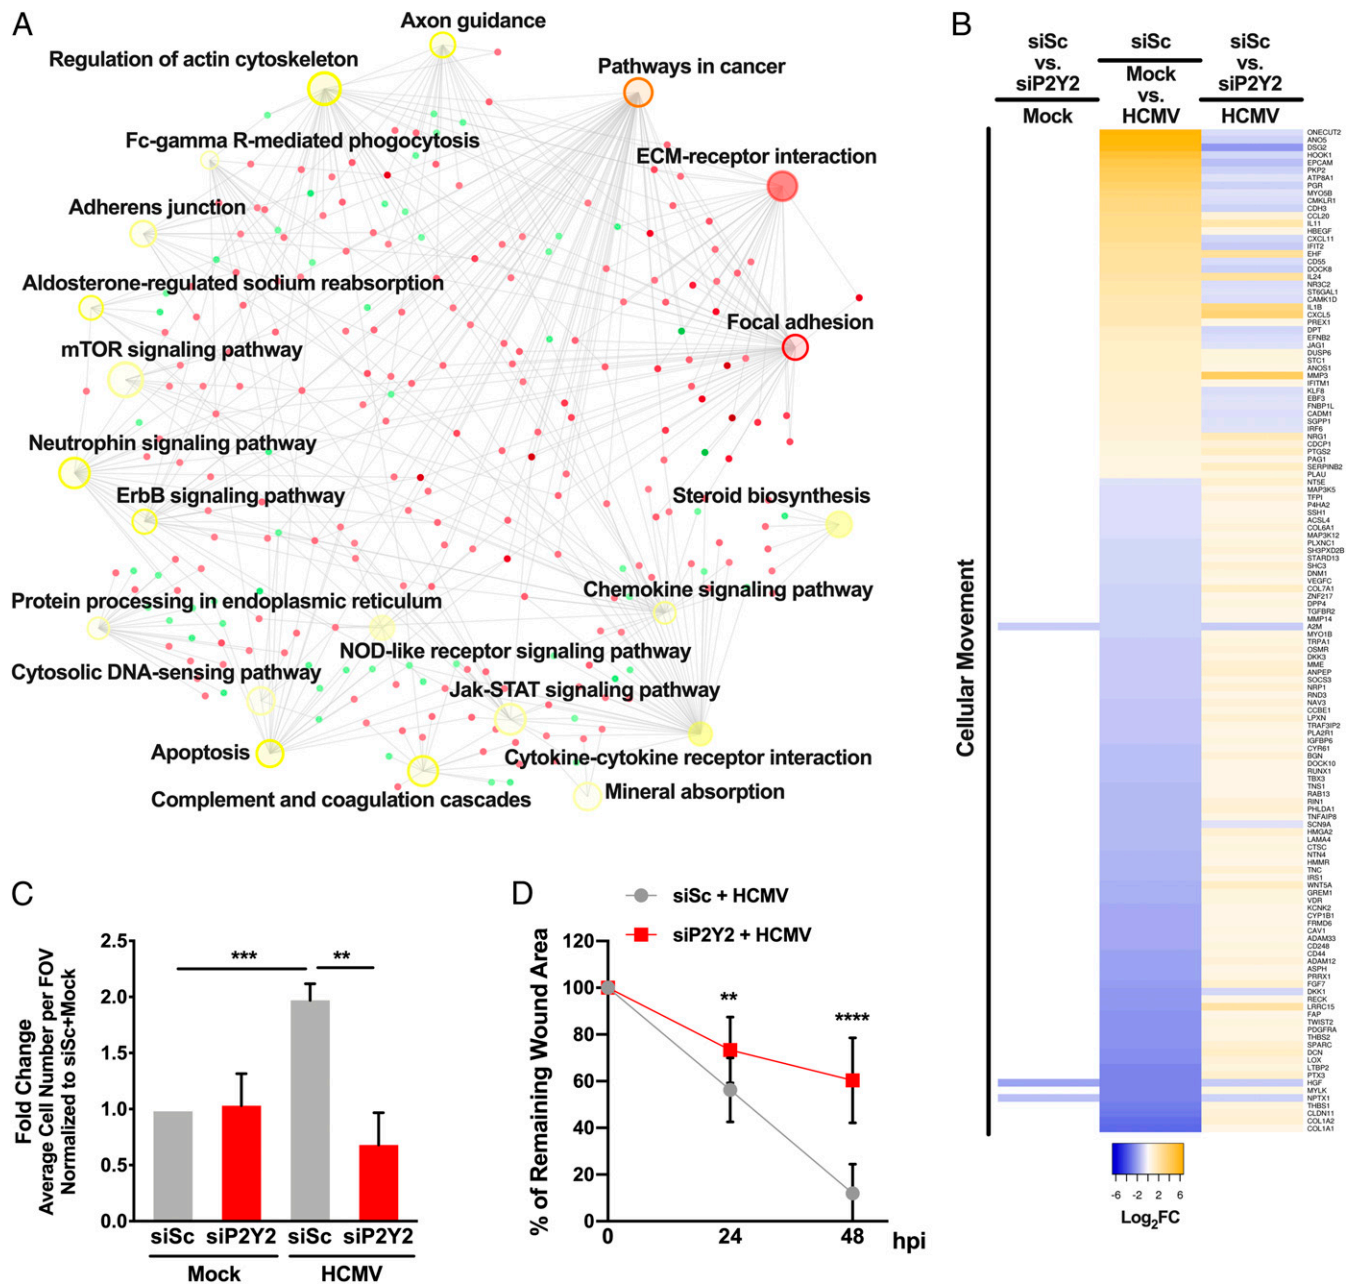 A
Axon guidance
Regulation of actin cytoskeleton
Pathways in cancer
Fc-gamma R-mediated phogocytosis
ECM-receptor interaction
Adherens junction
Aldosterone-regulated sodium reabsorption
Focal adhesion
mTOR signaling pathway
Neutrophin signaling pathway
ErbB signaling pathway
Steroid biosynthesis
Chemokine signaling pathway
Protein processing in endoplasmic reticulum
NOD-like receptor signaling pathway
Cytosolic DNA-sensing pathway
Jak-STAT signaling pathway
Apoptosis
Cytokine-cytokine receptor interaction
Complement and coagulation cascades
Mineral absorption
B
siSc
vs.
siP2Y2
Mock
siSc
Mock
vs.
HCMV
siSc
vs.
siP2Y2
HCMV
Cellular Movement
ONECUT2
ANO5
DSG2
HOOK1
EPCAM
PKP2
ATP8A1
PGR
MYO5B
CMKLR1
CDH3
CCL20
IL11
HBEGF
CXCL11
IFIT2
EHF
CD55
DOCK8
IL24
NR3C2
ST6GAL1
CAMK1D
IL1B
CXCL5
PREX1
DPT
EFNB2
JAG1
DUSP6
STC1
ANOS1
MMP3
IFITM1
KLF8
EBF3
FNBP1L
CADM1
SGPP1
IRF6
NRG1
CDCP1
PTGS2
PAG1
SERPINB2
PLAU
NT5E
MAP3K5
TFPI
P4HA2
SSH1
ACSL4
COL6A1
MAP3K12
PLXNC1
SH3PXD2B
STARD13
SHC3
DNM1
VEGFC
COL7A1
ZNF217
DPP4
TGFBR2
MMP14
A2M
MYO1B
TRPA1
OSMR
DKK3
MME
ANPEP
SOCS3
NRP1
RND3
NAV3
CCBE1
LPXN
TRAF3IP2
PLA2R1
IGFBP6
CYR61
BGN
DOCK10
RUNX1
TBX3
TNS1
RAB13
RIN1
PHLDA1
TNFAIP8
SCN9A
HMGA2
LAMA4
CTSC
NTN4
HMMR
TNC
IRS1
WNT5A
GREM1
VDR
KCNK2
CYP1B1
FRMD6
CAV1
ADAM33
CD248
CD44
ADAM12
ASPH
PRRX1
FGF7
DKK1
RECK
LRRC15
FAP
TWIST2
PDGFRA
THBS2
SPARC
DCN
LOX
LTBP2
PTX3
HGF
MYLK
NPTX1
THBS1
CLDN11
COL1A2
COL1A1
-6 -2 2 6
Log2FC
C
Fold Change
Average Cell Number per FOV
Normalized to siSc+Mock
2.5
2.0
1.5
1.0
0.5
0.0
***
**
siSc siP2Y2 siSc siP2Y2
Mock HCMV
D
siSc + HCMV
siP2Y2 + HCMV
% of Remaining Wound Area
120
100
80
60
40
20
0
**
****
0 24 48 hpi